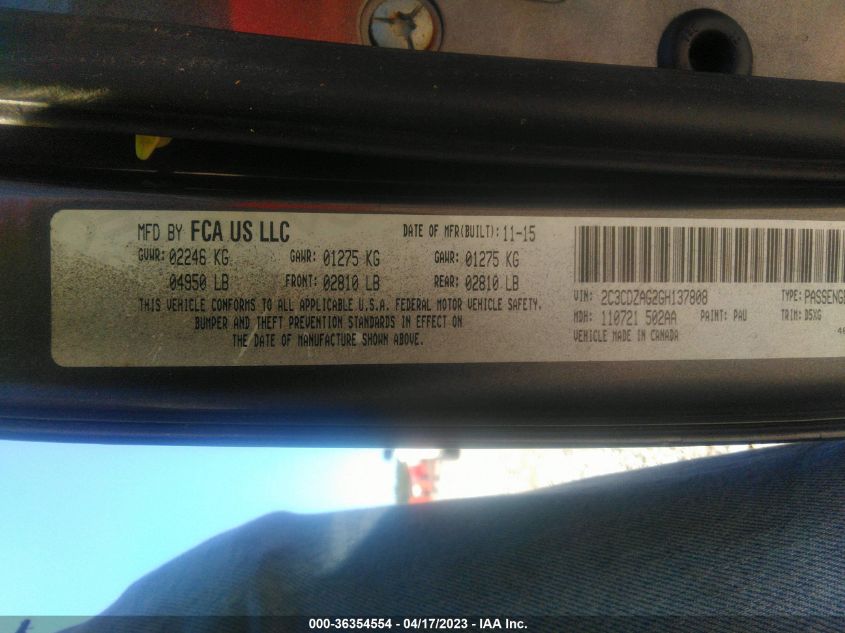 MFD BY FCA US LLC DATE OF MFR(BUILT): 11-15
GVWR: 02246 KG GAWR: 01275 KG GAWR: 01275 KG
04950 LB FRONT: 02810 LB REAR: 02810 LB
THIS VEHICLE CONFORMS TO ALL APPLICABLE U.S.A. FEDERAL MOTOR VEHICLE SAFETY,
BUMPER AND THEFT PREVENTION STANDARDS IN EFFECT ON
THE DATE OF MANUFACTURE SHOWN ABOVE.
VIN: 2C3CDZAG2GH137808 TYPE: PASSENGE
MDH: 110721 502AA PAINT: PAU TRIM: D5XG
VEHICLE MADE IN CANADA
000-36354554 - 04/17/2023 - IAA Inc.